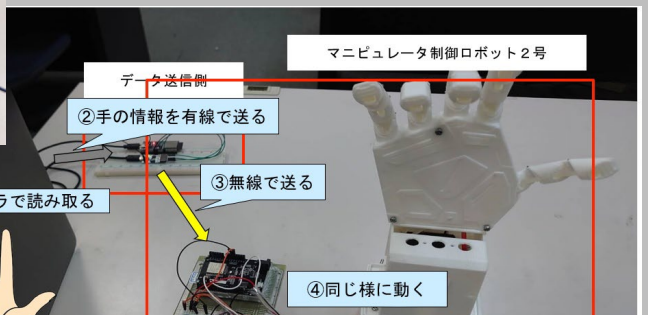 マニピュレータ制御ロボット２号
データ送信側
②手の情報を有線で送る
③無線で送る
ラで読み取る
④同じ様に動く